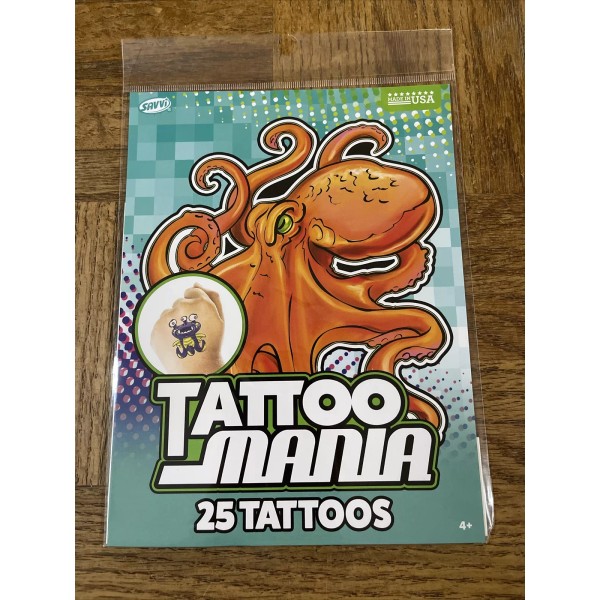 SAVVi
MADE IN USA
TATTOO
MANIA
25 TATTOOS
4+